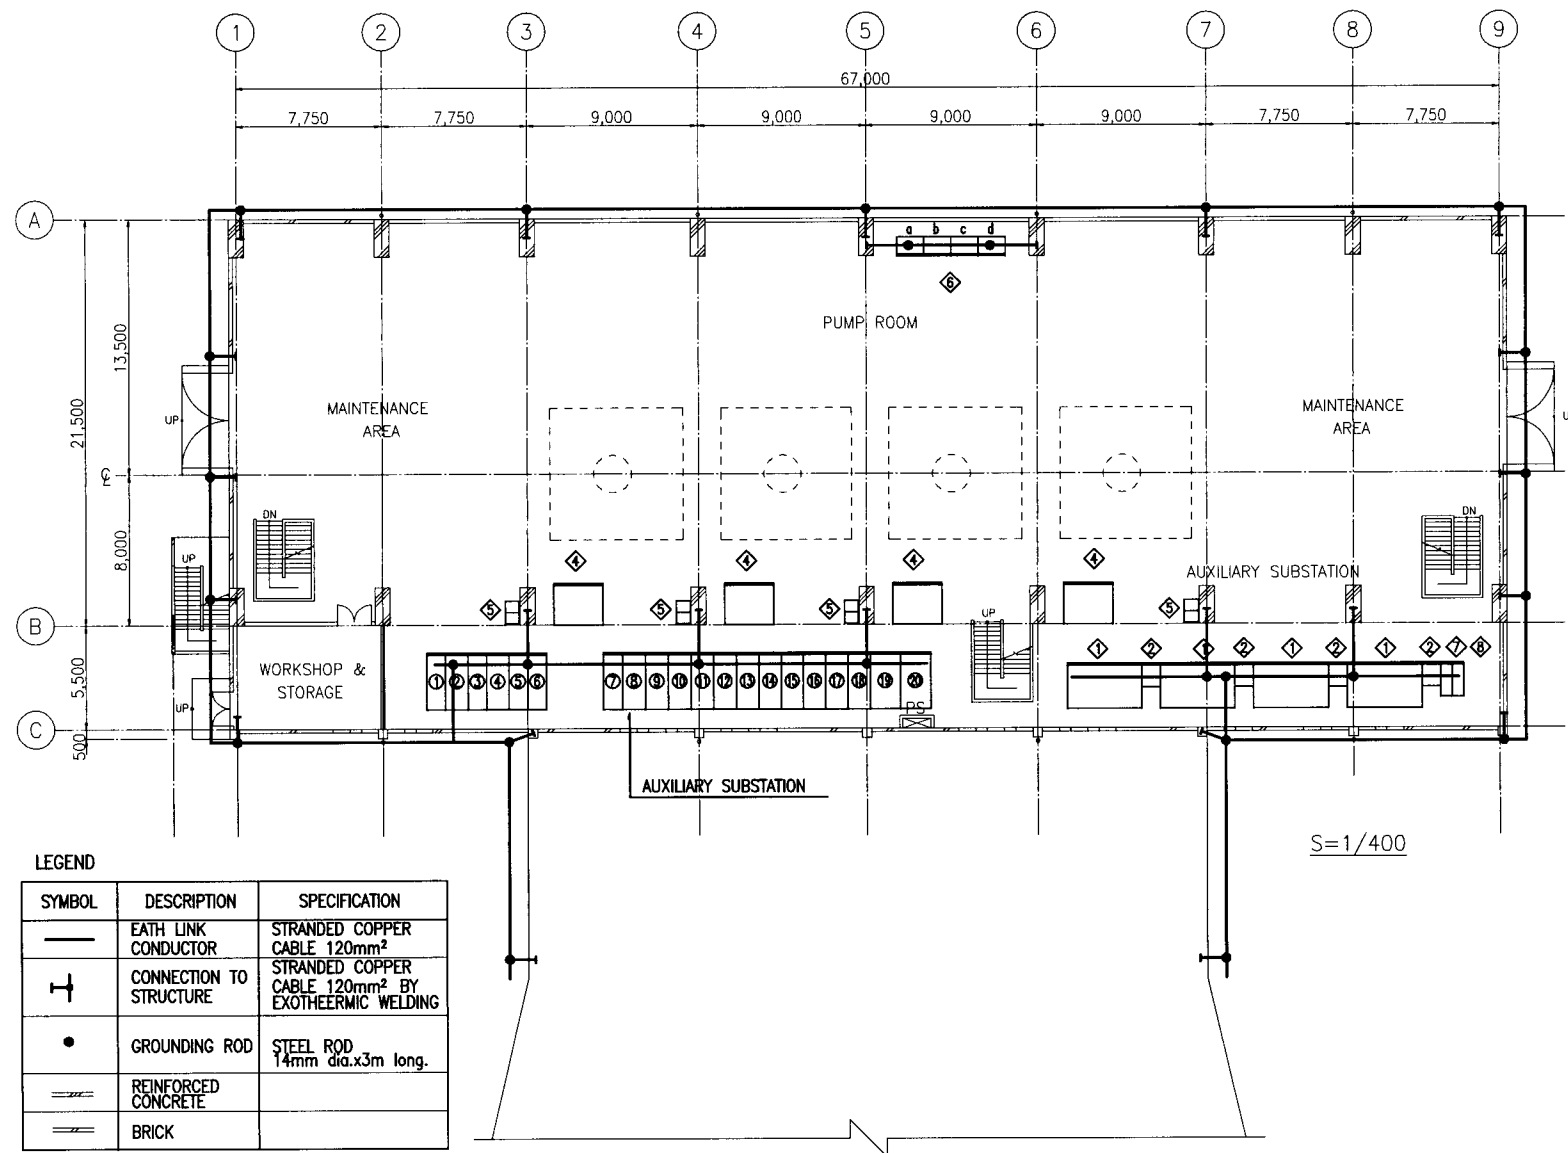 1 2 3 4 5 6 7 8 9
67,000
7,750 7,750 9,000 9,000 9,000 9,000 7,750 7,750
A
a b c d
6
PUMP ROOM
13,500
21,500
MAINTENANCE
AREA
MAINTENANCE
AREA
UP
U
℄
DN
DN
8,000
UP
4 4 4 4
AUXILIARY SUBSTATION
5 5 5 5
UP
B
WORKSHOP &
STORAGE
1 2 1 2 1 2 1 2 7 8
1 2 3 4 5 6 7 8 9 10 11 12 13 14 15 16 17 18 19 20
5,500
UP
PS
C
500
AUXILIARY SUBSTATION
S=1/400
LEGEND
SYMBOL DESCRIPTION SPECIFICATION
EATH LINK
CONDUCTOR
STRANDED COPPER
CABLE 120mm²
CONNECTION TO
STRUCTURE
STRANDED COPPER
CABLE 120mm² BY
EXOTHEERMIC WELDING
GROUNDING ROD
STEEL ROD
14mm dia.x3m long.
REINFORCED
CONCRETE
BRICK